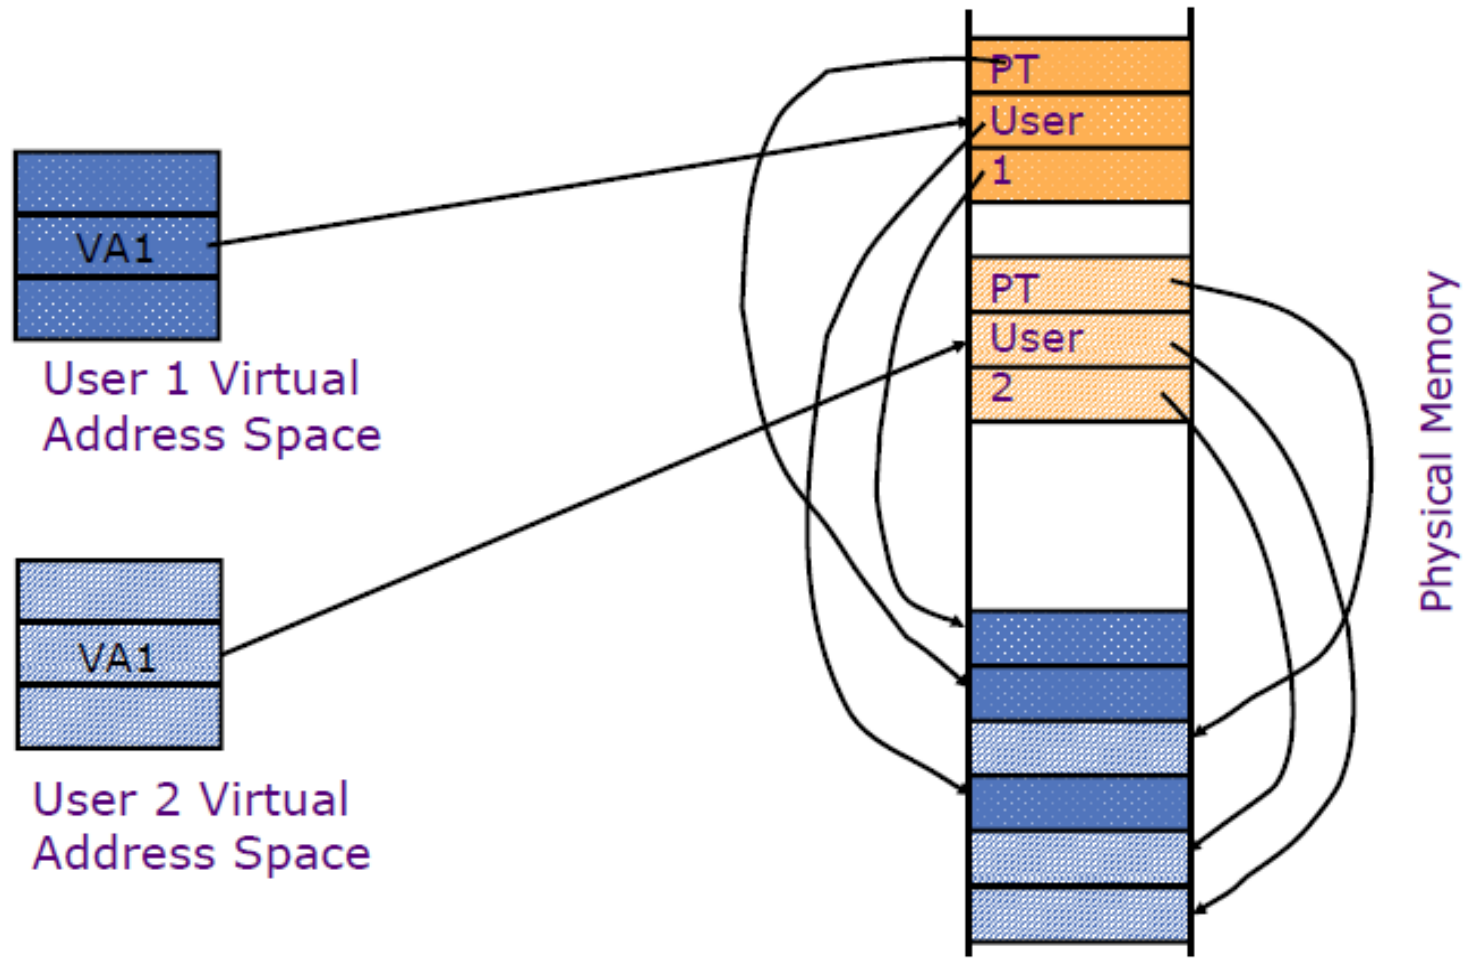 VA1
User 1 Virtual
Address Space
VA1
User 2 Virtual
Address Space
PT
User
1
PT
User
2
Physical Memory